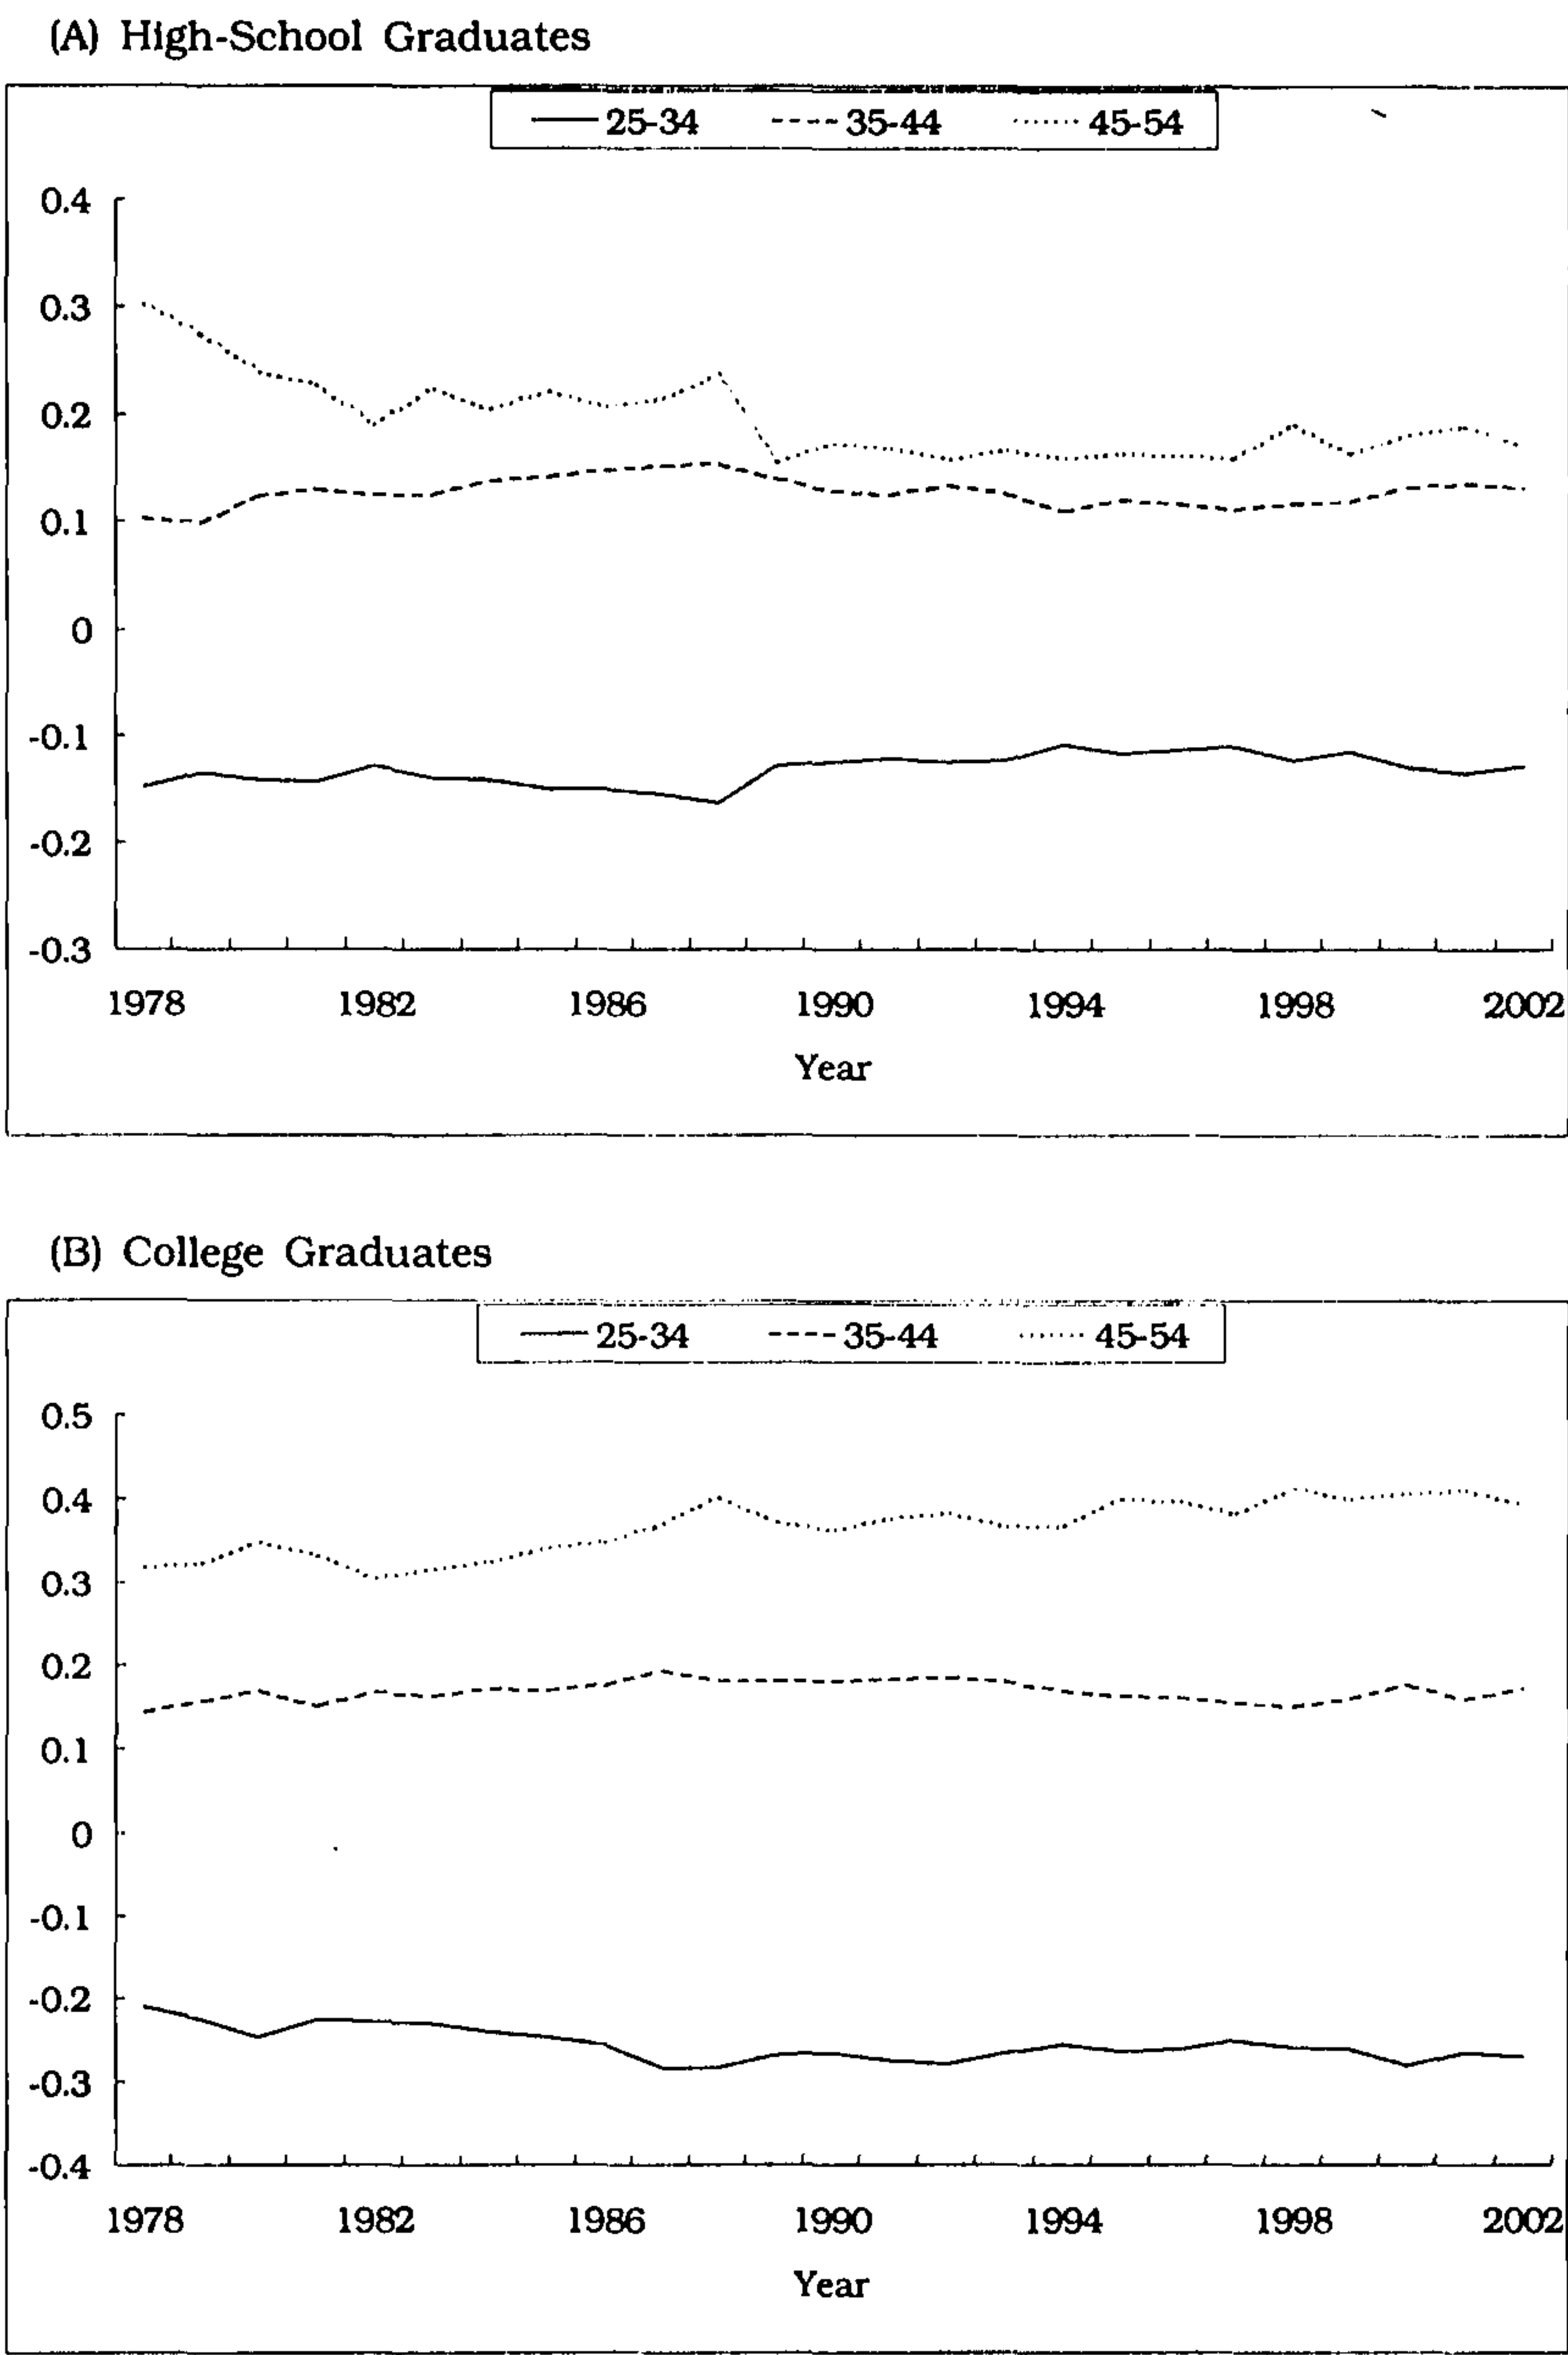 (A) High-School Graduates
25-34 35-44 45-54
0.4
0.3
0.2
0.1
0
-0.1
-0.2
-0.3
1978 1982 1986 1990 1994 1998 2002
Year
(B) College Graduates
25-34 35-44 45-54
0.5
0.4
0.3
0.2
0.1
0
-0.1
-0.2
-0.3
-0.4
1978 1982 1986 1990 1994 1998 2002
Year